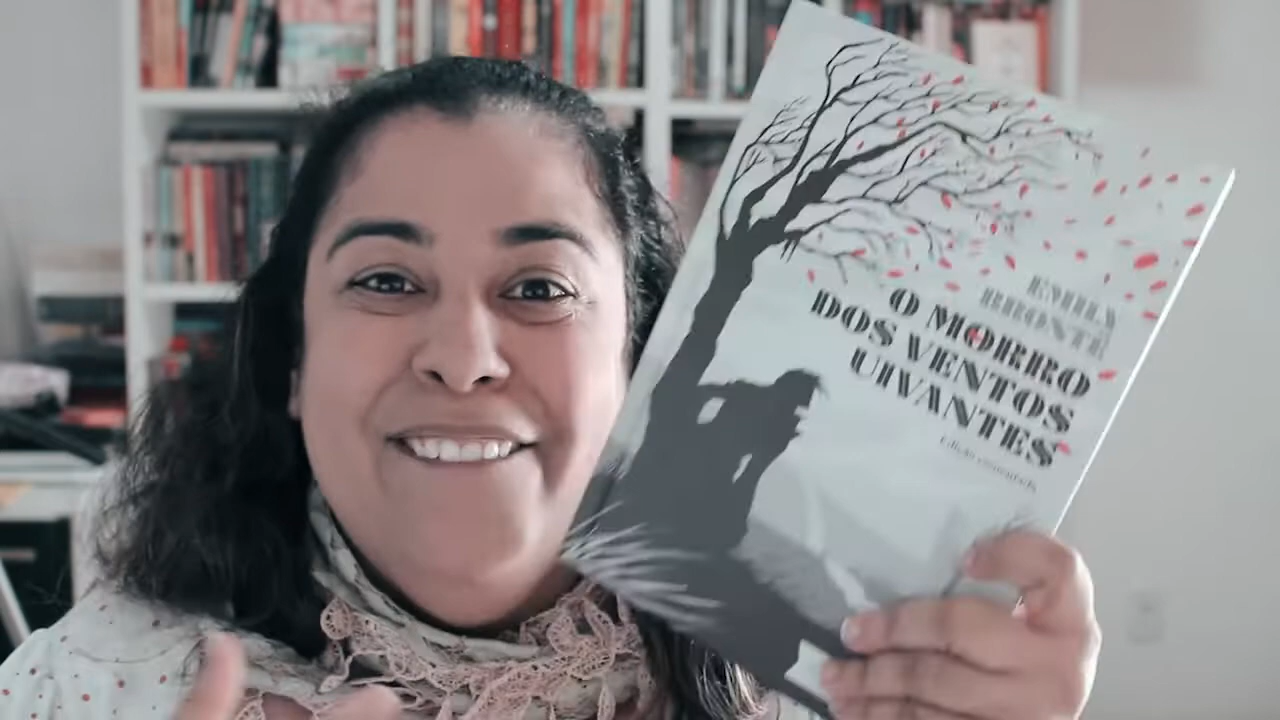 EMILY
BRONTË
O MORRO
DOS VENTOS
UIVANTES